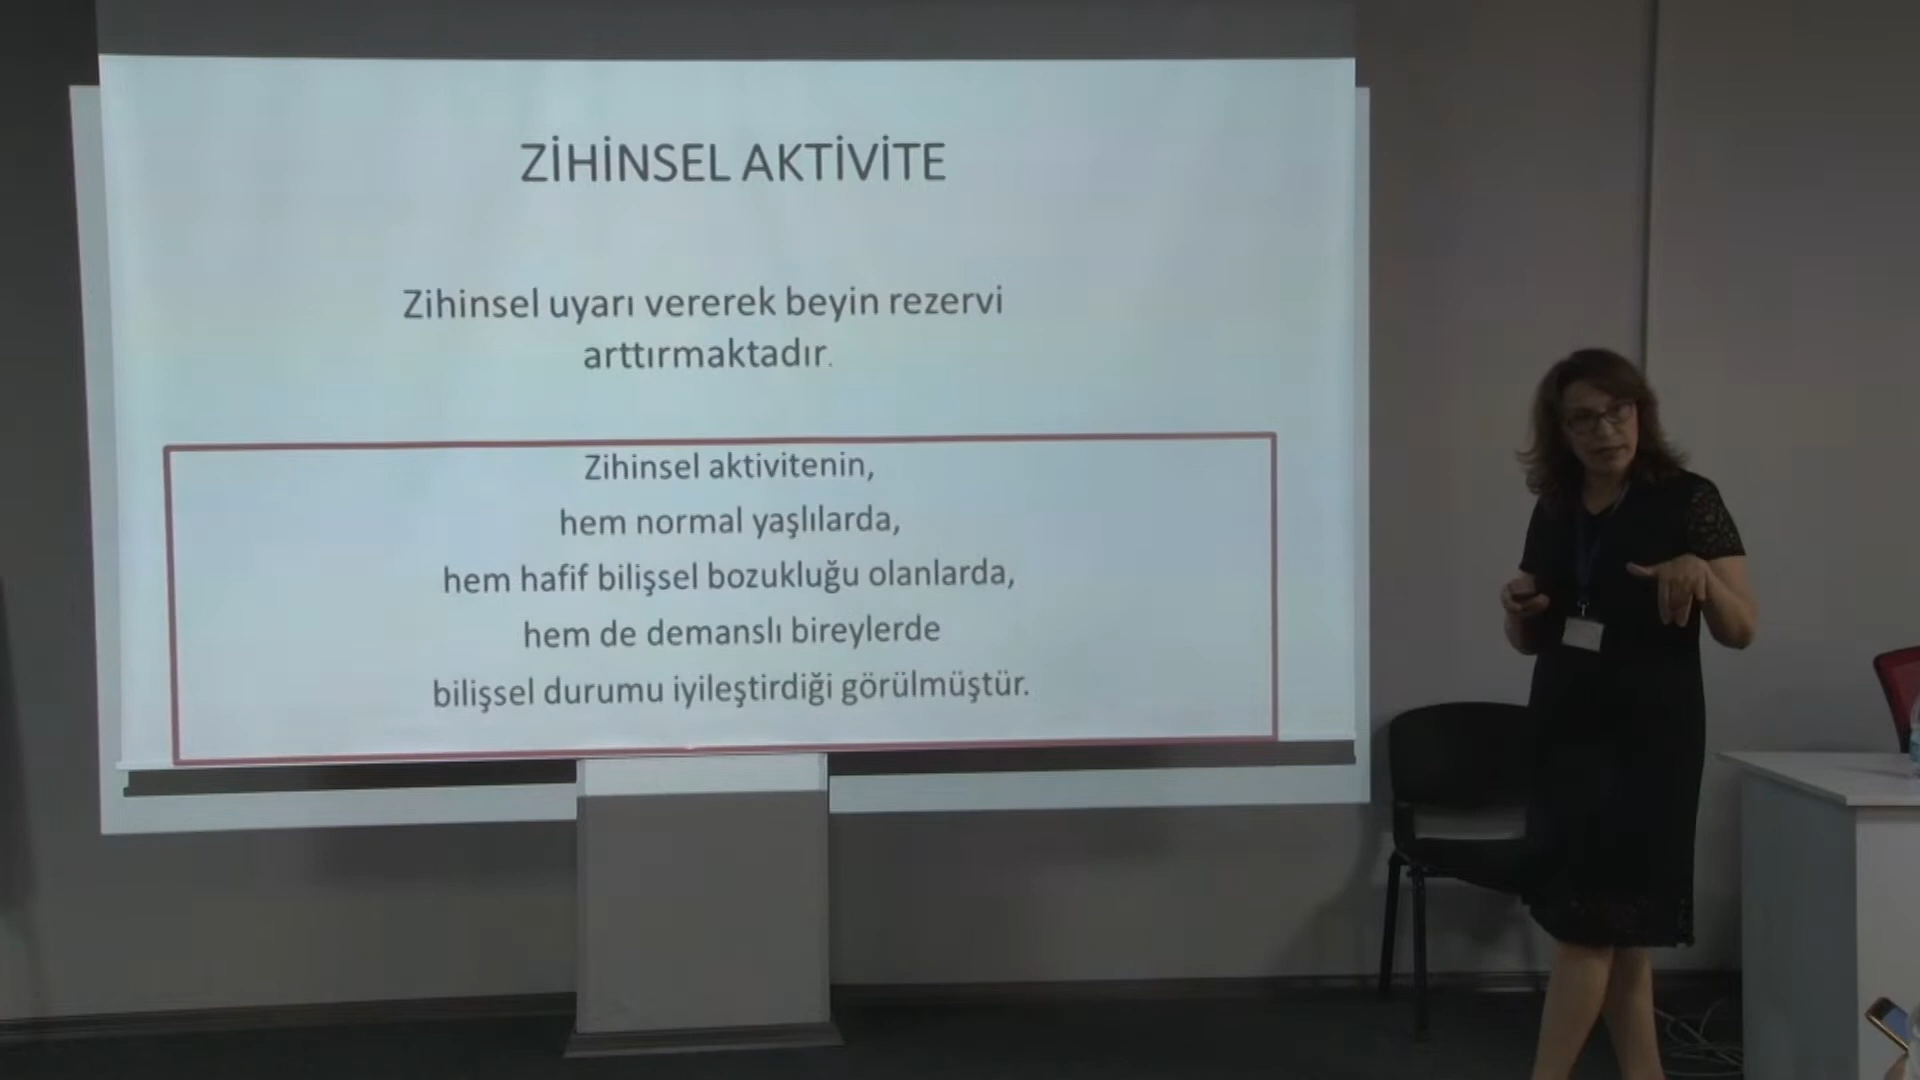 ZİHİNSEL AKTİVİTE
Zihinsel uyarı vererek beyin rezervi
arttırmaktadır.
Zihinsel aktivitenin,
hem normal yaşlılarda,
hem hafif bilişsel bozukluğu olanlarda,
hem de demanslı bireylerde
bilişsel durumu iyileştirdiği görülmüştür.